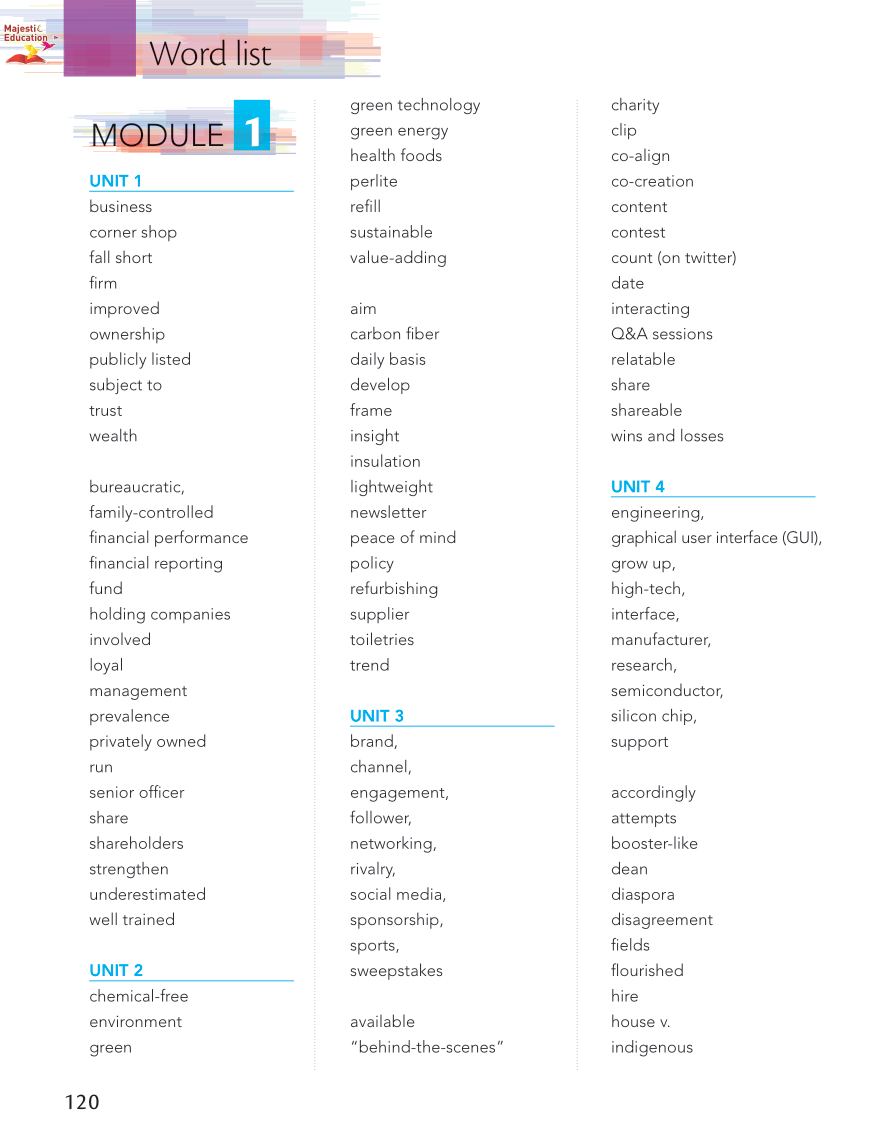 Majestic
Education
Word list
MODULE 1
UNIT 1
business
corner shop
fall short
firm
improved
ownership
publicly listed
subject to
trust
wealth
bureaucratic,
family-controlled
financial performance
financial reporting
fund
holding companies
involved
loyal
management
prevalence
privately owned
run
senior officer
share
shareholders
strengthen
underestimated
well trained
UNIT 2
chemical-free
environment
green
green technology
green energy
health foods
perlite
refill
sustainable
value-adding
aim
carbon fiber
daily basis
develop
frame
insight
insulation
lightweight
newsletter
peace of mind
policy
refurbishing
supplier
toiletries
trend
UNIT 3
brand,
channel,
engagement,
follower,
networking,
rivalry,
social media,
sponsorship,
sports,
sweepstakes
available
“behind-the-scenes”
charity
clip
co-align
co-creation
content
contest
count (on twitter)
date
interacting
Q&A sessions
relatable
share
shareable
wins and losses
UNIT 4
engineering,
graphical user interface (GUI),
grow up,
high-tech,
interface,
manufacturer,
research,
semiconductor,
silicon chip,
support
accordingly
attempts
booster-like
dean
diaspora
disagreement
fields
flourished
hire
house v.
indigenous
120